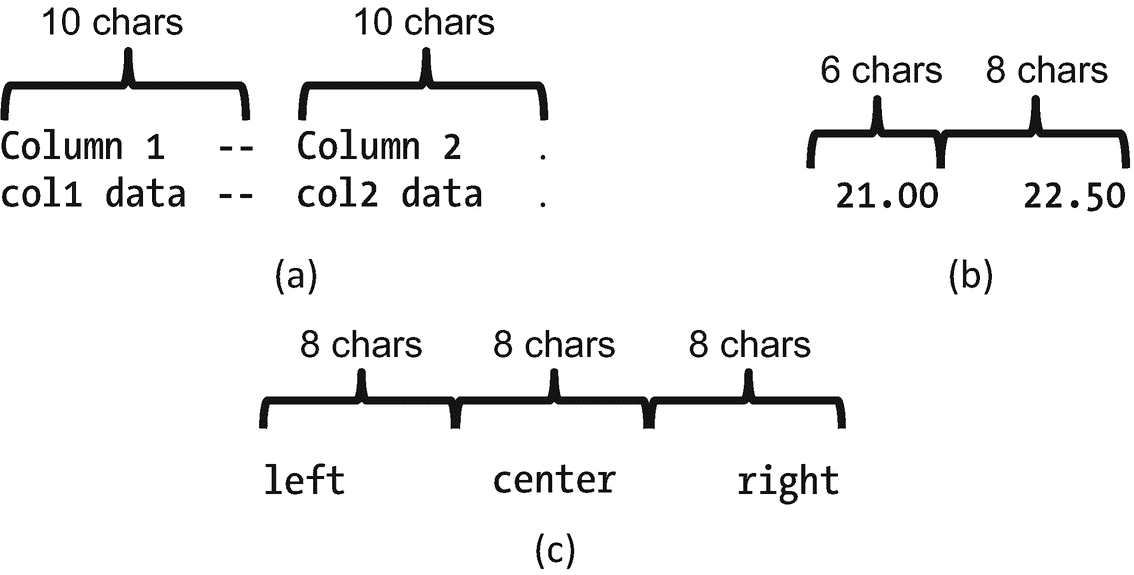 10 chars 10 chars
Column 1 -- Column 2 .
col1 data -- col2 data .
(a)
6 chars 8 chars
21.00 22.50
(b)
8 chars 8 chars 8 chars
left center right
(c)